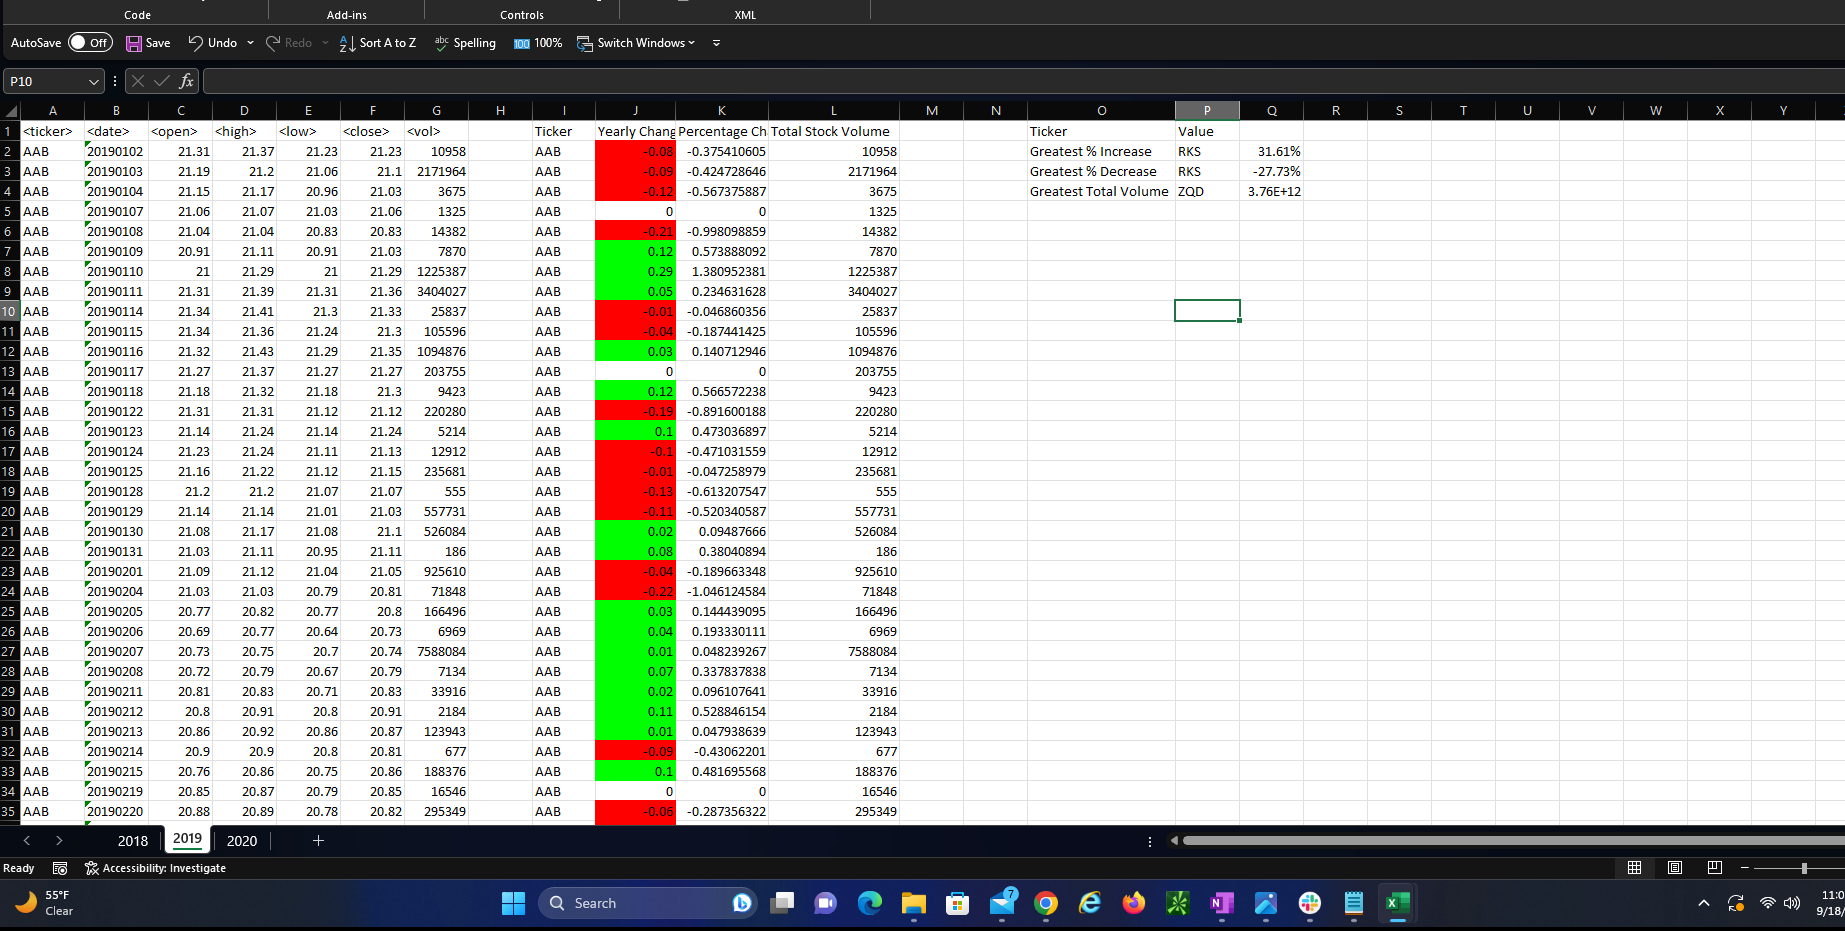 Code Add-ins Controls XML
AutoSave Off Save Undo Redo Sort A to Z abc Spelling 100 100% Switch Windows
P10 fx
A B C D E F G H I J K L M N O P Q R S T U V W X Y
1 <ticker> <date> <open> <high> <low> <close> <vol> Ticker Yearly Chang Percentage Ch Total Stock Volume Ticker Value
2 AAB 20190102 21.31 21.37 21.23 21.23 10958 AAB -0.08 -0.375410605 10958 Greatest % Increase RKS 31.61%
3 AAB 20190103 21.19 21.2 21.06 21.1 2171964 AAB -0.09 -0.424728646 2171964 Greatest % Decrease RKS -27.73%
4 AAB 20190104 21.15 21.17 20.96 21.03 3675 AAB -0.12 -0.567375887 3675 Greatest Total Volume ZQD 3.76E+12
5 AAB 20190107 21.06 21.07 21.03 21.06 1325 AAB 0 0 1325
6 AAB 20190108 21.04 21.04 20.83 20.83 14382 AAB -0.21 -0.998098859 14382
7 AAB 20190109 20.91 21.11 20.91 21.03 7870 AAB 0.12 0.573888092 7870
8 AAB 20190110 21 21.29 21 21.29 1225387 AAB 0.29 1.380952381 1225387
9 AAB 20190111 21.31 21.39 21.31 21.36 3404027 AAB 0.05 0.234631628 3404027
10 AAB 20190114 21.34 21.41 21.3 21.33 25837 AAB -0.01 -0.046860356 25837
11 AAB 20190115 21.34 21.36 21.24 21.3 105596 AAB -0.04 -0.187441425 105596
12 AAB 20190116 21.32 21.43 21.29 21.35 1094876 AAB 0.03 0.140712946 1094876
13 AAB 20190117 21.27 21.37 21.27 21.27 203755 AAB 0 0 203755
14 AAB 20190118 21.18 21.32 21.18 21.3 9423 AAB 0.12 0.566572238 9423
15 AAB 20190122 21.31 21.31 21.12 21.12 220280 AAB -0.19 -0.891600188 220280
16 AAB 20190123 21.14 21.24 21.14 21.24 5214 AAB 0.1 0.473036897 5214
17 AAB 20190124 21.23 21.24 21.11 21.13 12912 AAB -0.1 -0.471031559 12912
18 AAB 20190125 21.16 21.22 21.12 21.15 235681 AAB -0.01 -0.047258979 235681
19 AAB 20190128 21.2 21.2 21.07 21.07 555 AAB -0.13 -0.613207547 555
20 AAB 20190129 21.14 21.14 21.01 21.03 557731 AAB -0.11 -0.520340587 557731
21 AAB 20190130 21.08 21.17 21.08 21.1 526084 AAB 0.02 0.09487666 526084
22 AAB 20190131 21.03 21.11 20.95 21.11 186 AAB 0.08 0.38040894 186
23 AAB 20190201 21.09 21.12 21.04 21.05 925610 AAB -0.04 -0.189663348 925610
24 AAB 20190204 21.03 21.03 20.79 20.81 71848 AAB -0.22 -1.046124584 71848
25 AAB 20190205 20.77 20.82 20.77 20.8 166496 AAB 0.03 0.144439095 166496
26 AAB 20190206 20.69 20.77 20.64 20.73 6969 AAB 0.04 0.193330111 6969
27 AAB 20190207 20.73 20.75 20.7 20.74 7588084 AAB 0.01 0.048239267 7588084
28 AAB 20190208 20.72 20.79 20.67 20.79 7134 AAB 0.07 0.337837838 7134
29 AAB 20190211 20.81 20.83 20.71 20.83 33916 AAB 0.02 0.096107641 33916
30 AAB 20190212 20.8 20.91 20.8 20.91 2184 AAB 0.11 0.528846154 2184
31 AAB 20190213 20.86 20.92 20.86 20.87 123943 AAB 0.01 0.047938639 123943
32 AAB 20190214 20.9 20.9 20.8 20.81 677 AAB -0.09 -0.43062201 677
33 AAB 20190215 20.76 20.86 20.75 20.86 188376 AAB 0.1 0.481695568 188376
34 AAB 20190219 20.85 20.87 20.79 20.85 16546 AAB 0 0 16546
35 AAB 20190220 20.88 20.89 20.78 20.82 295349 AAB -0.06 -0.287356322 295349
2018 2019 2020
Ready Accessibility: Investigate
55°F
Clear
Search
7
11:0
9/18/